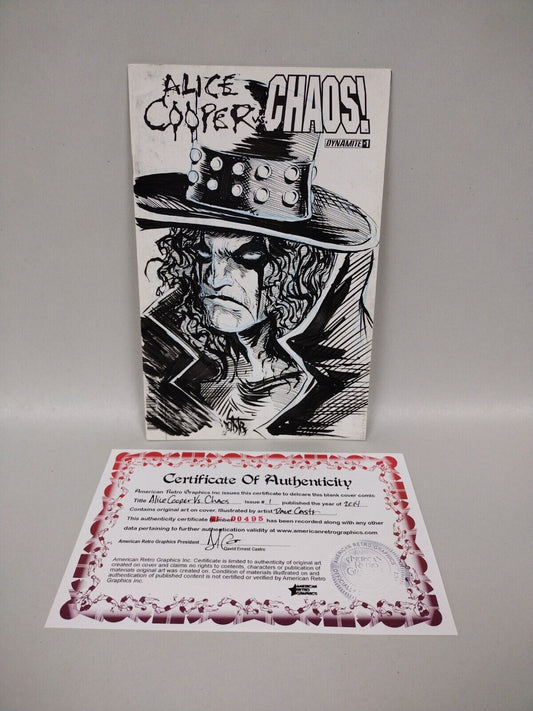 ALICE
COOPER VS. CHAOS!
DYNAMITE #1
Certificate Of Authenticity
American Retro Graphics Inc issues this certificate to delcare this blank cover comic
Title Alice Cooper Vs Chaos Issue # 1 published the year of 2014
Contains original art on cover. Illustrated by artist Dave Castr
This authenticity certificate 00495 has been recorded along with any other
data pertaining to further authentication validity at www.americanretrographics.com
American Retro Graphics President
David Ernest Castro
American Retro Graphics Inc. Certificate is limited to authenticity of original art
created on cover and claims no rights to contents, characters or publication of
materials original art was created on. Condition of materials illustrated on and
authentication of published content is not certified or verified by American Retro
Graphics Inc.
AMERICAN
RETRO
GRAPHICS